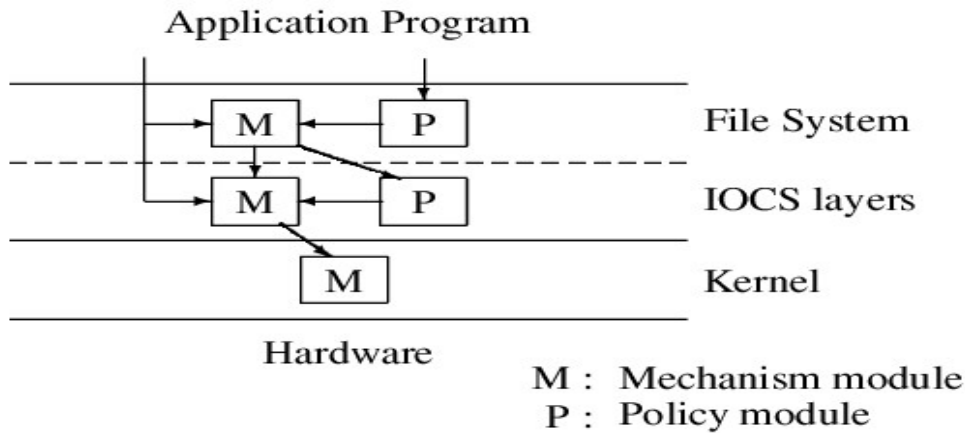 Application Program
M P File System
M P IOCS layers
M Kernel
Hardware
M : Mechanism module
P : Policy module